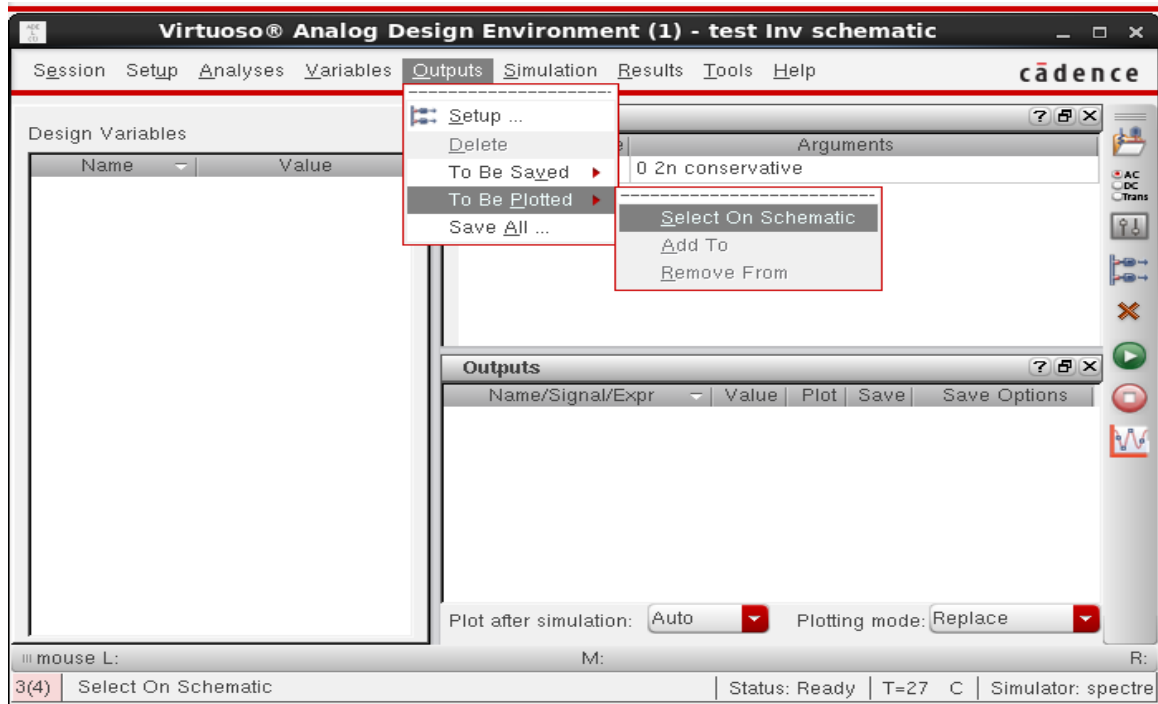 Virtuoso® Analog Design Environment (1) - test Inv schematic
Session Setup Analyses Variables Outputs Simulation Results Tools Help cādence
Design Variables
Name Value
Setup ...
Delete
To Be Saved
To Be Plotted
Save All ...
Arguments
0 2n conservative
Select On Schematic
Add To
Remove From
AC
DC
Trans
Outputs
Name/Signal/Expr Value Plot Save Save Options
Plot after simulation: Auto Plotting mode: Replace
mouse L: M: R:
3(4) Select On Schematic Status: Ready T=27 C Simulator: spectre